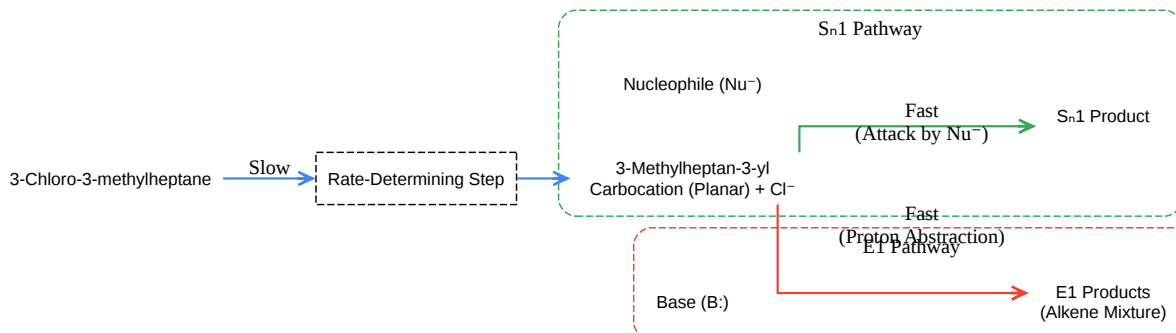 Sₙ1 Pathway
Nucleophile (Nu⁻)
Fast
(Attack by Nu⁻)
Sₙ1 Product
3-Chloro-3-methylheptane
Slow
Rate-Determining Step
3-Methylheptan-3-yl
Carbocation (Planar) + Cl⁻
Fast
(Proton Abstraction)
E1 Pathway
Base (B:)
E1 Products
(Alkene Mixture)